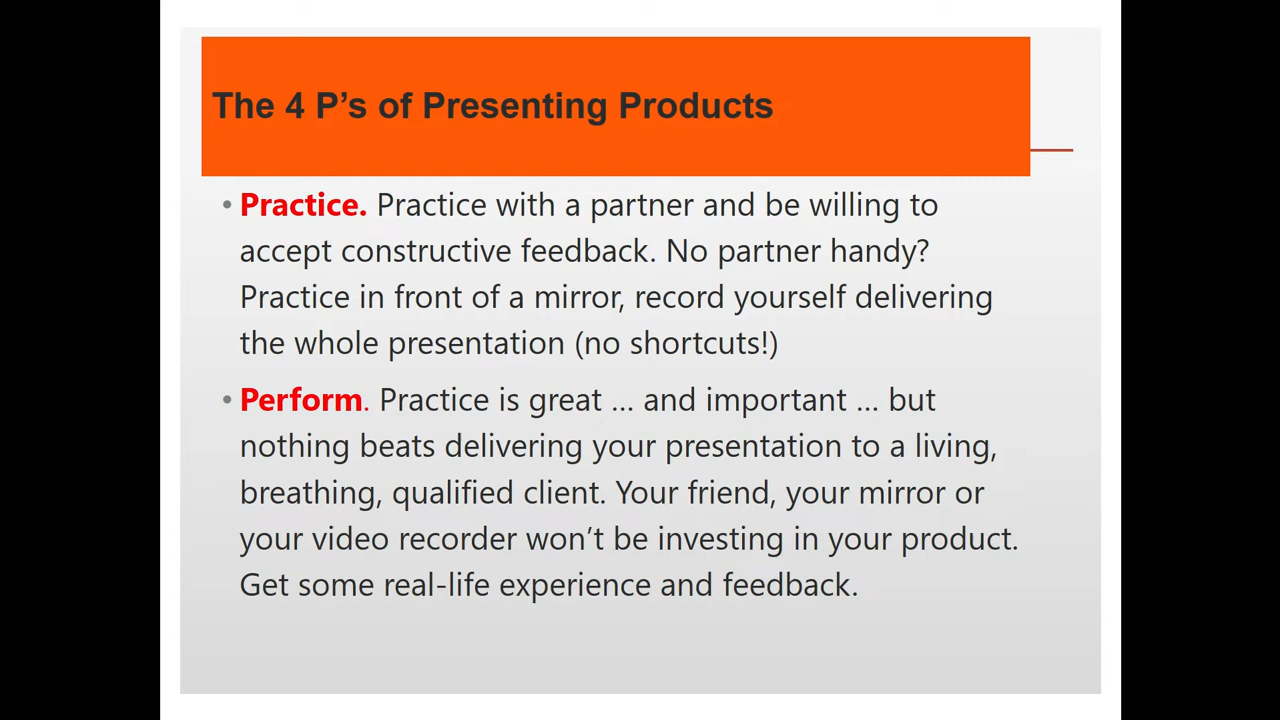 The 4 P’s of Presenting Products
• Practice. Practice with a partner and be willing to
accept constructive feedback. No partner handy?
Practice in front of a mirror, record yourself delivering
the whole presentation (no shortcuts!)
• Perform. Practice is great … and important … but
nothing beats delivering your presentation to a living,
breathing, qualified client. Your friend, your mirror or
your video recorder won’t be investing in your product.
Get some real-life experience and feedback.